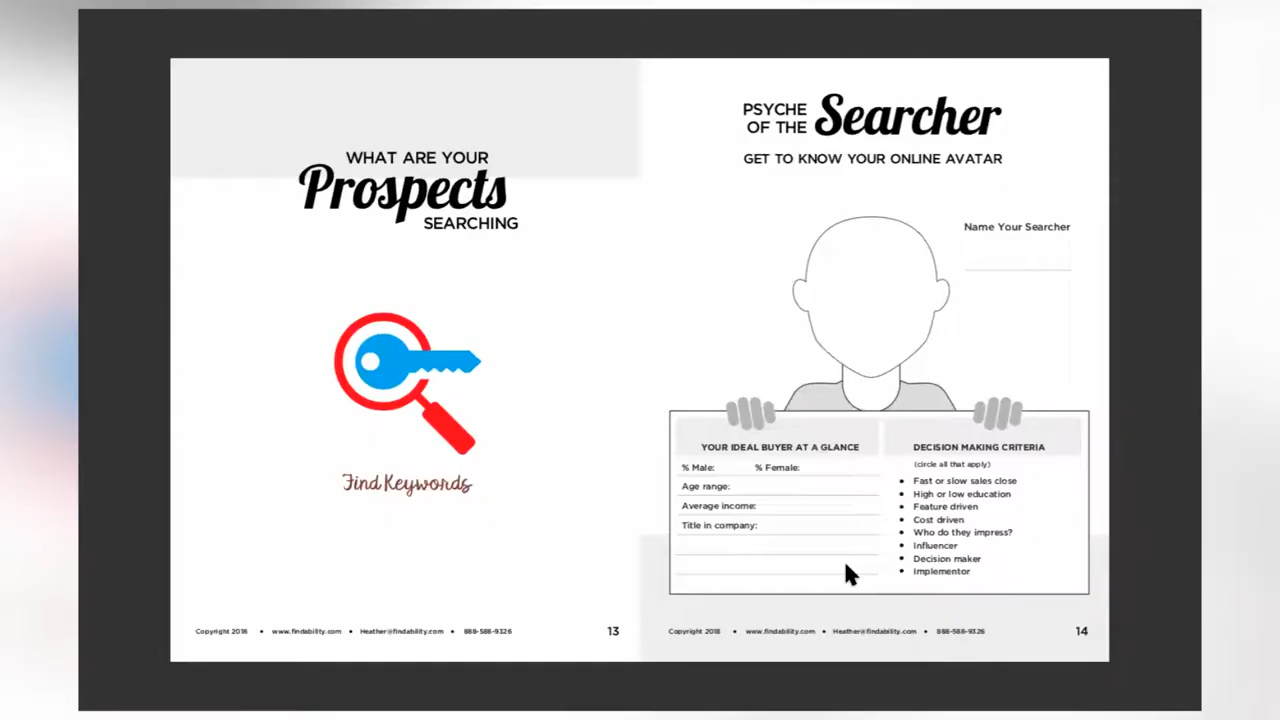 WHAT ARE YOUR
Prospects
SEARCHING
Find Keywords
Copyright 2018 • www.findability.com • Heather@findability.com • 888-588-9326
13
PSYCHE
OF THE Searcher
GET TO KNOW YOUR ONLINE AVATAR
Name Your Searcher
YOUR IDEAL BUYER AT A GLANCE
% Male: % Female:
Age range:
Average income:
Title in company:
DECISION MAKING CRITERIA
(circle all that apply)
• Fast or slow sales close
• High or low education
• Feature driven
• Cost driven
• Who do they impress?
• Influencer
• Decision maker
• Implementor
Copyright 2018 • www.findability.com • Heather@findability.com • 888-588-9326
14